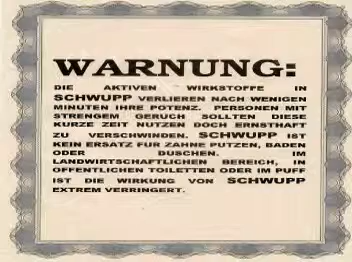 WARNUNG:
DIE AKTIVEN WIRKSTOFFE IN
SCHWUPP VERLIEREN NACH WENIGEN
MINUTEN IHRE POTENZ. PERSONEN MIT
STRENGEM GERUCH SOLLTEN DIESE
KURZE ZEIT NUTZEN DOCH ERNSTHAFT
ZU VERSCHWINDEN. SCHWUPP IST
KEIN ERSATZ FUR ZAHNE PUTZEN, BADEN
ODER DUSCHEN. IM
LANDWIRTSCHAFTLICHEN BEREICH, IN
OFFENTLICHEN TOILETTEN ODER IM PUFF
IST DIE WIRKUNG VON SCHWUPP
EXTREM VERRINGERT.